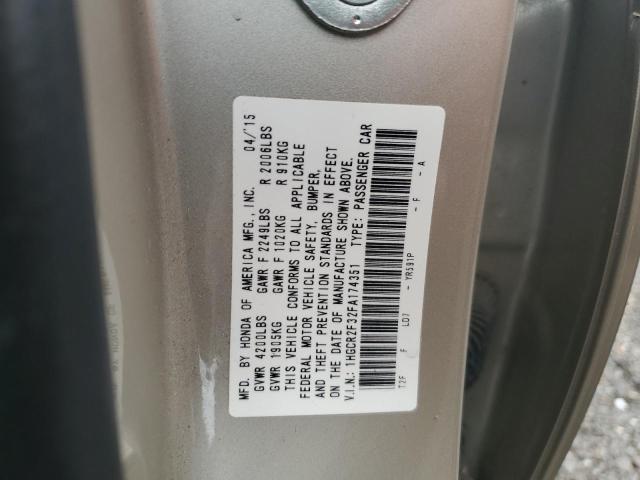 MFD. BY HONDA OF AMERICA MFG., INC. 04/'15
GVWR 4200LBS GAWR F 2249LBS R 2006LBS
GVWR 1905KG GAWR F 1020KG R 910KG
THIS VEHICLE CONFORMS TO ALL APPLICABLE
FEDERAL MOTOR VEHICLE SAFETY, BUMPER,
AND THEFT PREVENTION STANDARDS IN EFFECT
ON THE DATE OF MANUFACTURE SHOWN ABOVE.
V.I.N.: 1HGCR2F32FA174351 TYPE: PASSENGER CAR
T2F F LD7 - YR591P - F - A